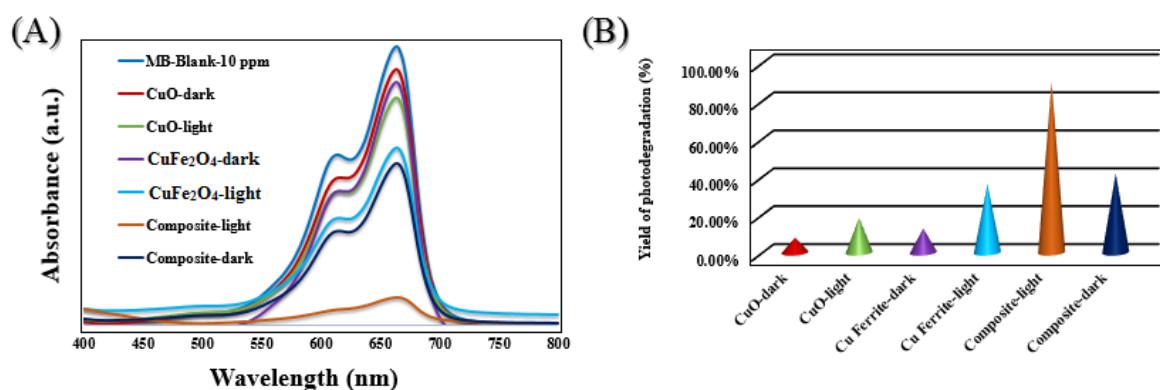 (A)
MB-Blank-10 ppm
CuO-dark
CuO-light
CuFe₂O₄-dark
CuFe₂O₄-light
Composite-light
Composite-dark
Absorbance (a.u.)
400 450 500 550 600 650 700 750 800
Wavelength (nm)
(B)
Yield of photodegradation (%)
100.00%
80.00%
60.00%
40.00%
20.00%
0.00%
CuO-dark
CuO-light
Cu Ferrite-dark
Cu Ferrite-light
Composite-light
Composite-dark